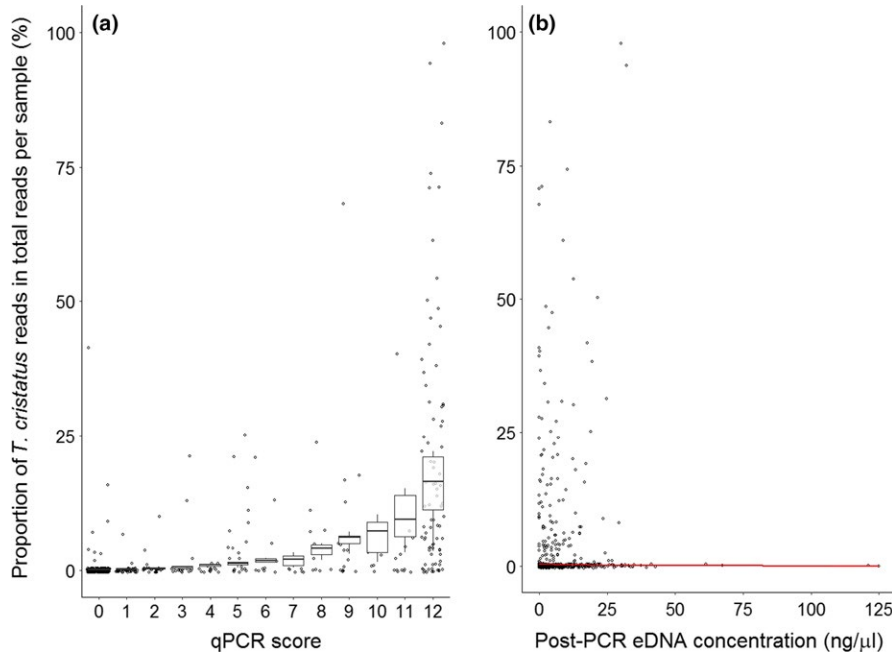 Proportion of T. cristatus reads in total reads per sample (%)
(a)
100
75
50
25
0
0 1 2 3 4 5 6 7 8 9 10 11 12
qPCR score
(b)
100
75
50
25
0
0 25 50 75 100 125
Post-PCR eDNA concentration (ng/μl)